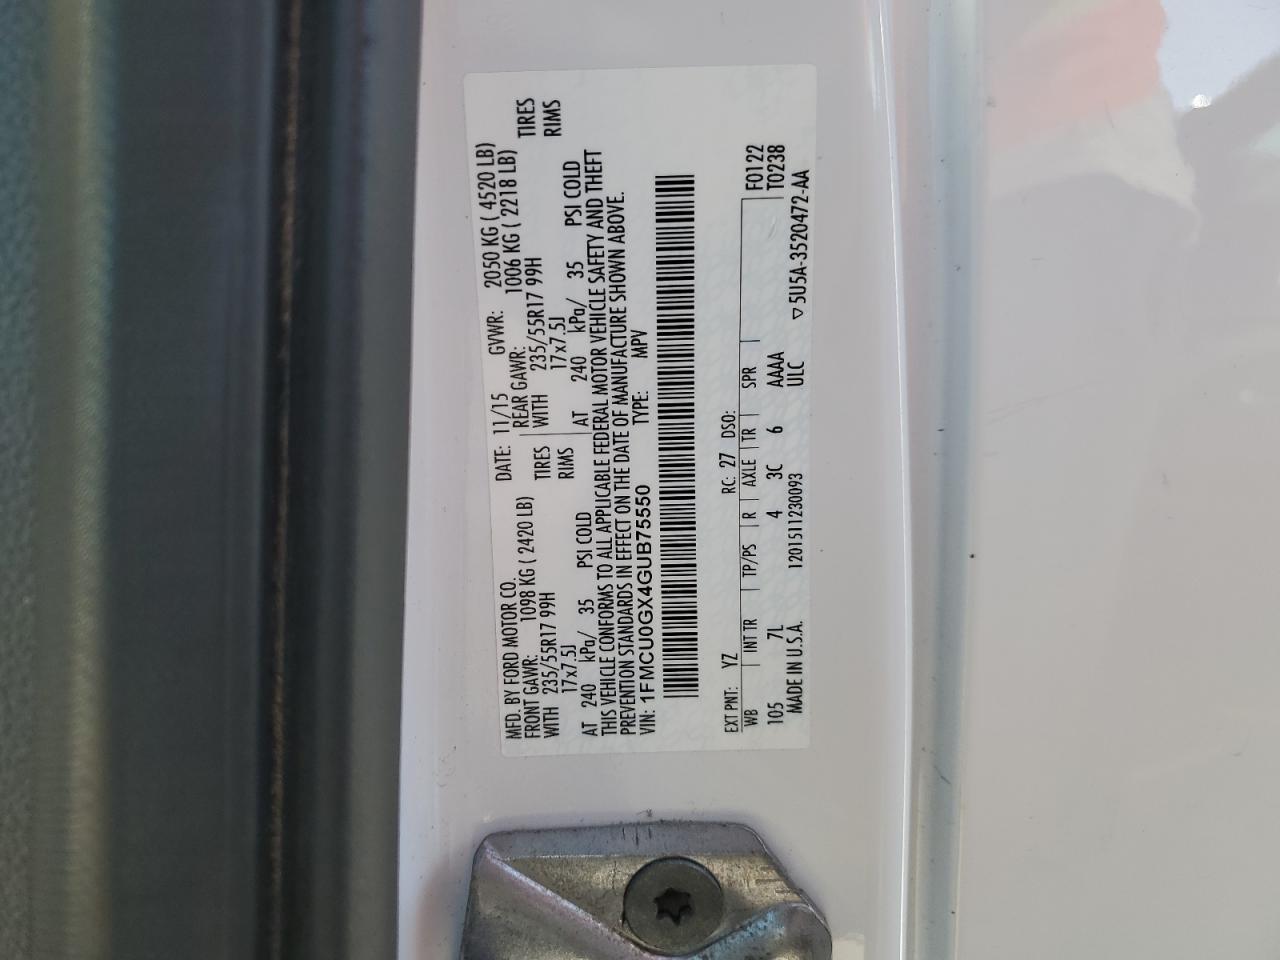 MFD. BY FORD MOTOR CO.
DATE: 11/15 GVWR: 2050 KG ( 4520 LB)
FRONT GAWR: 1098 KG ( 2420 LB) REAR GAWR: 1006 KG ( 2218 LB)
WITH 235/55R17 99H TIRES WITH 235/55R17 99H TIRES
17x7.5J RIMS 17x7.5J RIMS
AT 240 kPa/ 35 PSI COLD AT 240 kPa/ 35 PSI COLD
THIS VEHICLE CONFORMS TO ALL APPLICABLE FEDERAL MOTOR VEHICLE SAFETY AND THEFT
PREVENTION STANDARDS IN EFFECT ON THE DATE OF MANUFACTURE SHOWN ABOVE.
VIN: 1FMCU0GX4GUB75550 TYPE: MPV
EXT PNT: YZ RC: 27 DSO: F0122
WB INT TR TP/PS R AXLE TR SPR T0238
105 7L 4 3C 6 AAAA
MADE IN U.S.A. 1201511230093 ULC ▽5U5A-3520472-AA